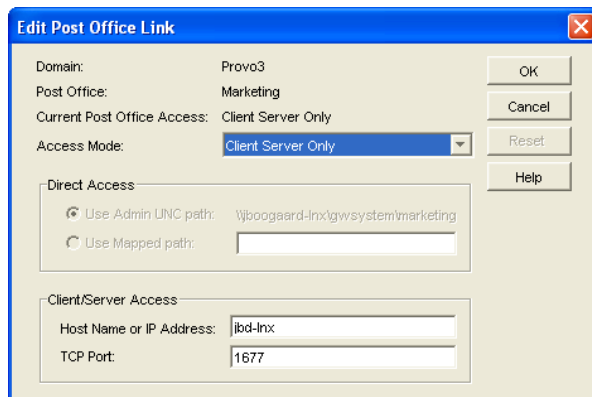 Edit Post Office Link
Domain: Provo3
Post Office: Marketing
Current Post Office Access: Client Server Only
Access Mode: Client Server Only
OK
Cancel
Reset
Help
Direct Access
Use Admin UNC path: \\jboogaard-lnx\gwsystem\marketing
Use Mapped path:
Client/Server Access
Host Name or IP Address: jbd-lnx
TCP Port: 1677